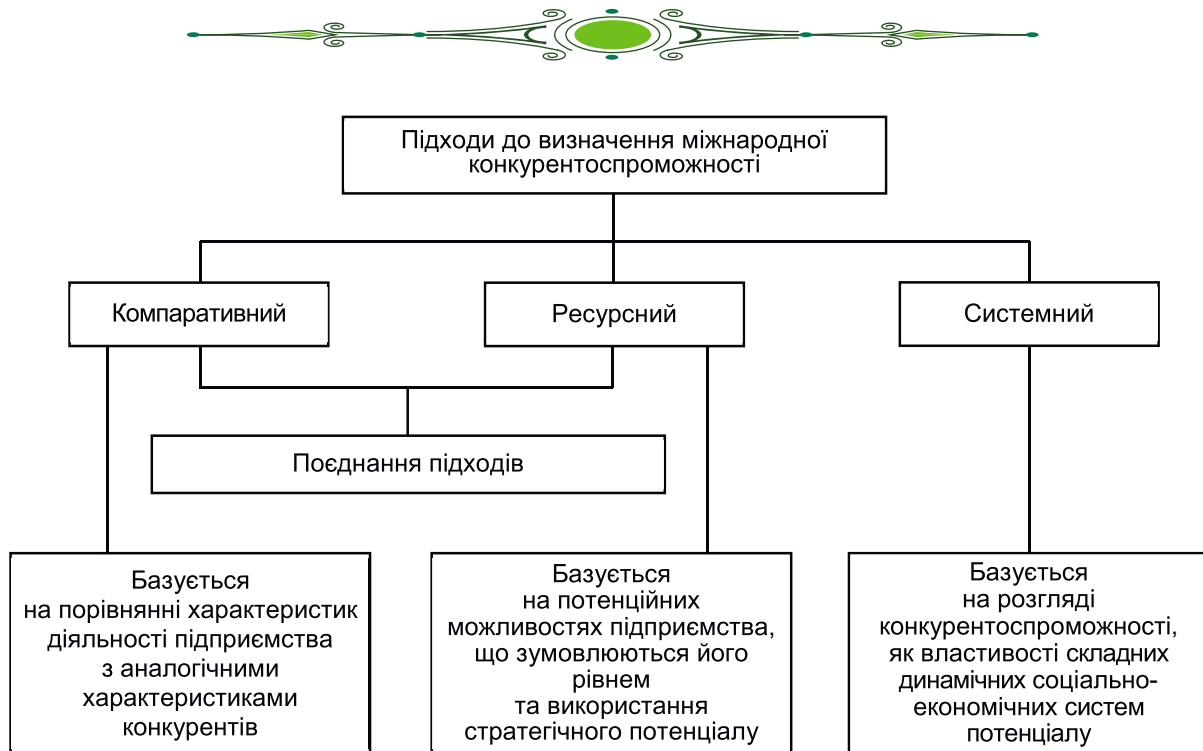 Підходи до визначення міжнародної
конкурентоспроможності
Компаративний
Ресурсний
Системний
Поєднання підходів
Базується
на порівнянні характеристик
діяльності підприємства
з аналогічними
характеристиками
конкурентів
Базується
на потенційних
можливостях підприємства,
що зумовлюються його
рівнем
та використання
стратегічного потенціалу
Базується
на розгляді
конкурентоспроможності,
як властивості складних
динамічних соціально-
економічних систем
потенціалу